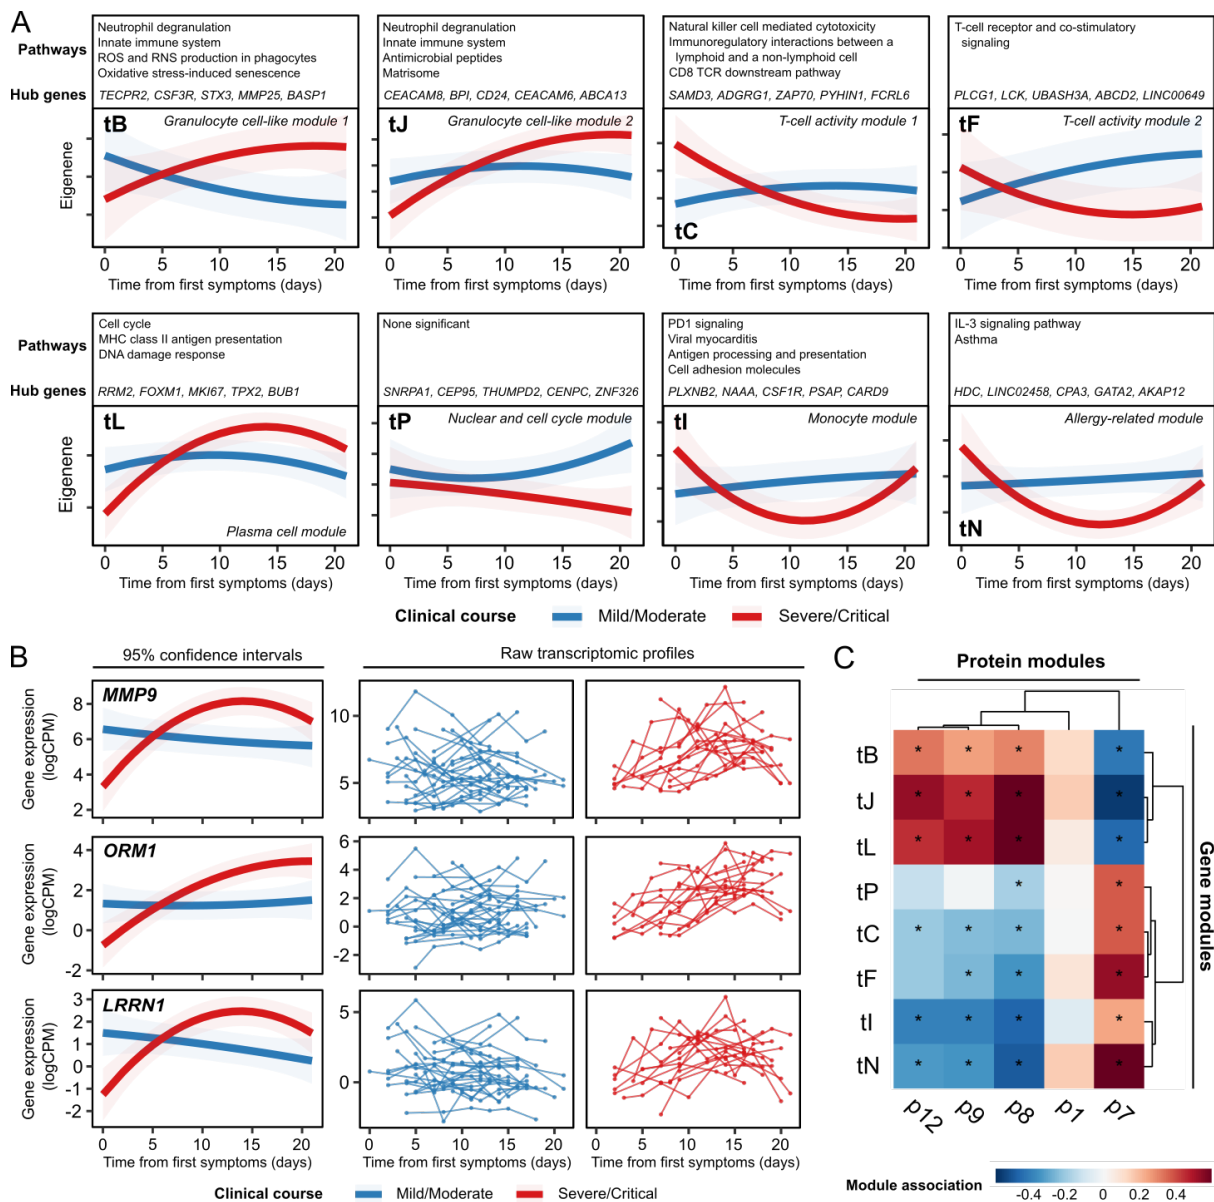 A
Pathways
Neutrophil degranulation
Innate immune system
ROS and RNS production in phagocytes
Oxidative stress-induced senescence
Neutrophil degranulation
Innate immune system
Antimicrobial peptides
Matrisome
Natural killer cell mediated cytotoxicity
Immunoregulatory interactions between a
lymphoid and a non-lymphoid cell
CD8 TCR downstream pathway
T-cell receptor and co-stimulatory
signaling
Hub genes
TECPR2, CSF3R, STX3, MMP25, BASP1
CEACAM8, BPI, CD24, CEACAM6, ABCA13
SAMD3, ADGRG1, ZAP70, PYHIN1, FCRL6
PLCG1, LCK, UBASH3A, ABCD2, LINC00649
Eigenene
tB
Granulocyte cell-like module 1
tJ
Granulocyte cell-like module 2
T-cell activity module 1
tC
tF
T-cell activity module 2
0 5 10 15 20
0 5 10 15 20
0 5 10 15 20
0 5 10 15 20
Time from first symptoms (days)
Time from first symptoms (days)
Time from first symptoms (days)
Time from first symptoms (days)
Pathways
Cell cycle
MHC class II antigen presentation
DNA damage response
None significant
PD1 signaling
Viral myocarditis
Antigen processing and presentation
Cell adhesion molecules
IL-3 signaling pathway
Asthma
Hub genes
RRM2, FOXM1, MKI67, TPX2, BUB1
SNRPA1, CEP95, THUMPD2, CENPC, ZNF326
PLXNB2, NAAA, CSF1R, PSAP, CARD9
HDC, LINC02458, CPA3, GATA2, AKAP12
Eigenene
tL
Plasma cell module
tP
Nuclear and cell cycle module
tI
Monocyte module
Allergy-related module
tN
0 5 10 15 20
0 5 10 15 20
0 5 10 15 20
0 5 10 15 20
Time from first symptoms (days)
Time from first symptoms (days)
Time from first symptoms (days)
Time from first symptoms (days)
Clinical course Mild/Moderate Severe/Critical
B
95% confidence intervals
Raw transcriptomic profiles
Gene expression
(logCPM)
MMP9
8
6
4
2
10
5
Gene expression
(logCPM)
ORM1
4
2
0
-2
6
4
2
0
-2
Gene expression
(logCPM)
LRRN1
3
2
1
0
-1
-2
5
0
0 5 10 15 20
0 5 10 15 20
0 5 10 15 20
Time from first symptoms (days)
Time from first symptoms (days)
Time from first symptoms (days)
Clinical course Mild/Moderate Severe/Critical
C
Protein modules
Gene modules
tB * * * *
tJ * * * *
tL * * * *
tP * *
tC * * * *
tF * * *
tI * * * *
tN * * * *
p12 p9 p8 p1 p7
Module association
-0.4 -0.2 0.2 0.4